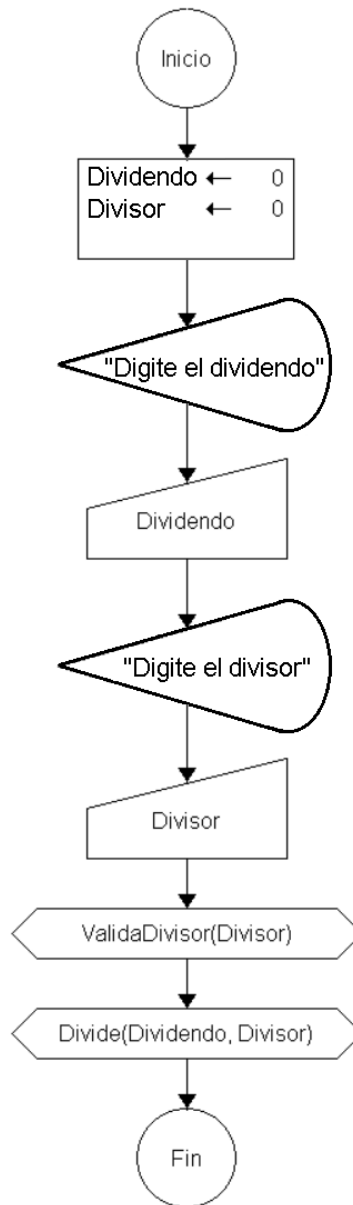 Inicio
Dividendo ← 0
Divisor ← 0
"Digite el dividendo"
Dividendo
"Digite el divisor"
Divisor
ValidaDivisor(Divisor)
Divide(Dividendo, Divisor)
Fin